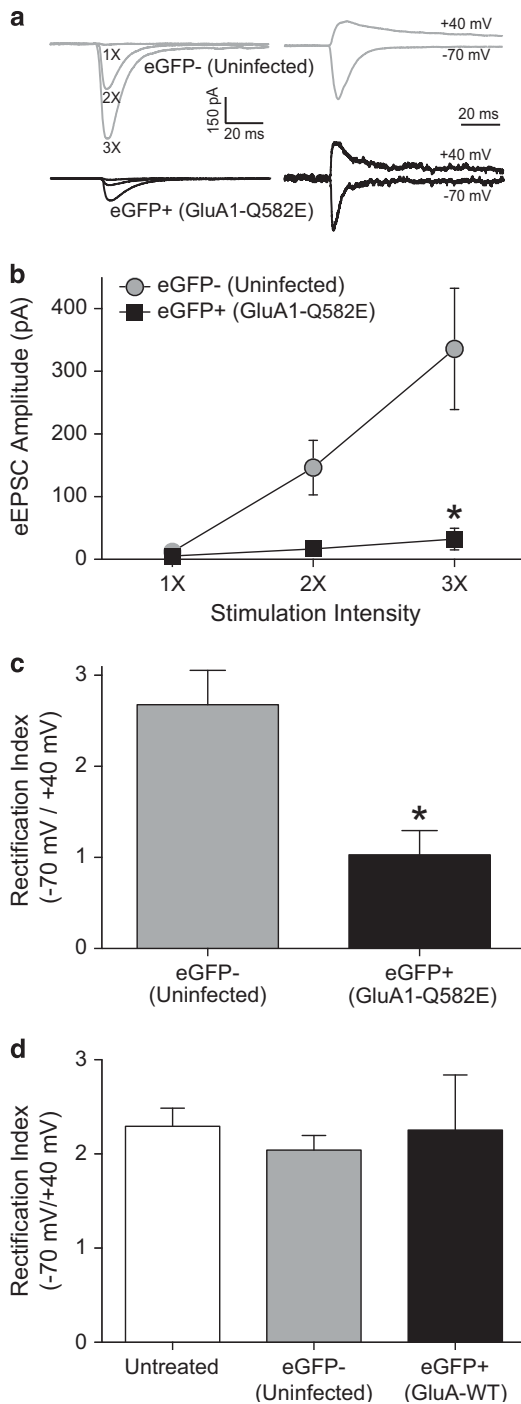 a
1X
2X
3X
eGFP- (Uninfected)
150 pA
20 ms
+40 mV
-70 mV
20 ms
eGFP+ (GluA1-Q582E)
+40 mV
-70 mV
b
eGFP- (Uninfected)
eGFP+ (GluA1-Q582E)
eEPSC Amplitude (pA)
400
300
200
100
0
*
1X 2X 3X
Stimulation Intensity
c
Rectification Index
(-70 mV / +40 mV)
3
2
1
0
*
eGFP-
(Uninfected)
eGFP+
(GluA1-Q582E)
d
Rectification Index
(-70 mV/+40 mV)
3
2
1
0
Untreated
eGFP-
(Uninfected)
eGFP+
(GluA-WT)